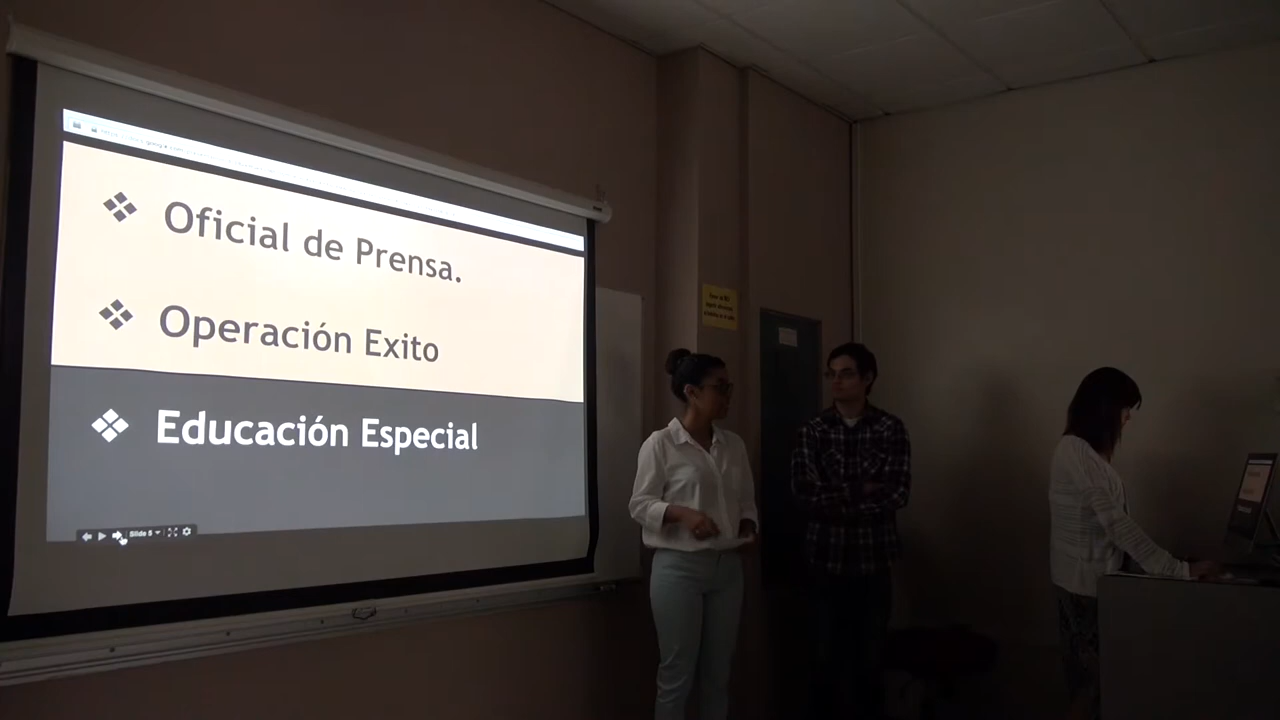 Oficial de Prensa.
Operación Exito
Educación Especial
Slide 5